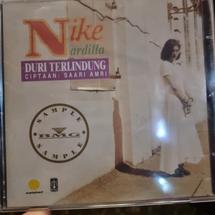 Nike
ardilla
DURI TERLINDUNG
CIPTAAN: SAARI AMRI
SAMPLE
BMG
SAMPLE